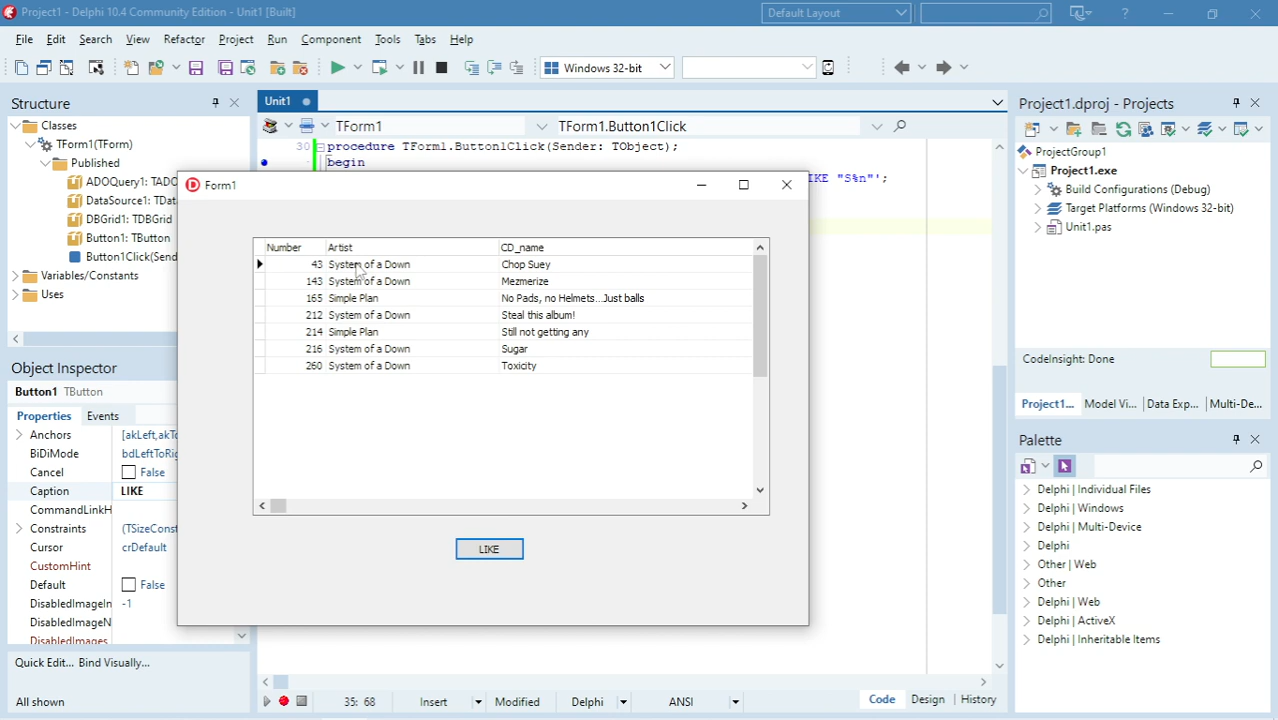 Project1 - Delphi 10.4 Community Edition - Unit1 [Built]
Default Layout
File Edit Search View Refactor Project Run Component Tools Tabs Help
Windows 32-bit
Structure
Classes
TForm1(TForm)
Published
ADOQuery1: TADO
DataSource1: TDat
DBGrid1: TDBGrid
Button1: TButton
Button1Click(Send
Variables/Constants
Uses
Object Inspector
Button1 TButton
Properties Events
Anchors [akLeft,akTo
BiDiMode bdLeftToRig
Cancel False
Caption LIKE
CommandLinkH
Constraints (TSizeConst
Cursor crDefault
CustomHint
Default False
DisabledImageIn -1
DisabledImageN
DisabledImages
Quick Edit... Bind Visually...
All shown
Unit1
TForm1 TForm1.Button1Click
30 procedure TForm1.Button1Click(Sender: TObject);
begin
IKE "S%n"';
Form1
Number Artist CD_name
43 System of a Down Chop Suey
143 System of a Down Mezmerize
165 Simple Plan No Pads, no Helmets...Just balls
212 System of a Down Steal this album!
214 Simple Plan Still not getting any
216 System of a Down Sugar
260 System of a Down Toxicity
LIKE
35: 68 Insert Modified Delphi ANSI Code Design History
Project1.dproj - Projects
ProjectGroup1
Project1.exe
Build Configurations (Debug)
Target Platforms (Windows 32-bit)
Unit1.pas
CodeInsight: Done
Project1... Model Vi... Data Exp... Multi-De...
Palette
Delphi | Individual Files
Delphi | Windows
Delphi | Multi-Device
Delphi
Other | Web
Other
Delphi | Web
Delphi | ActiveX
Delphi | Inheritable Items